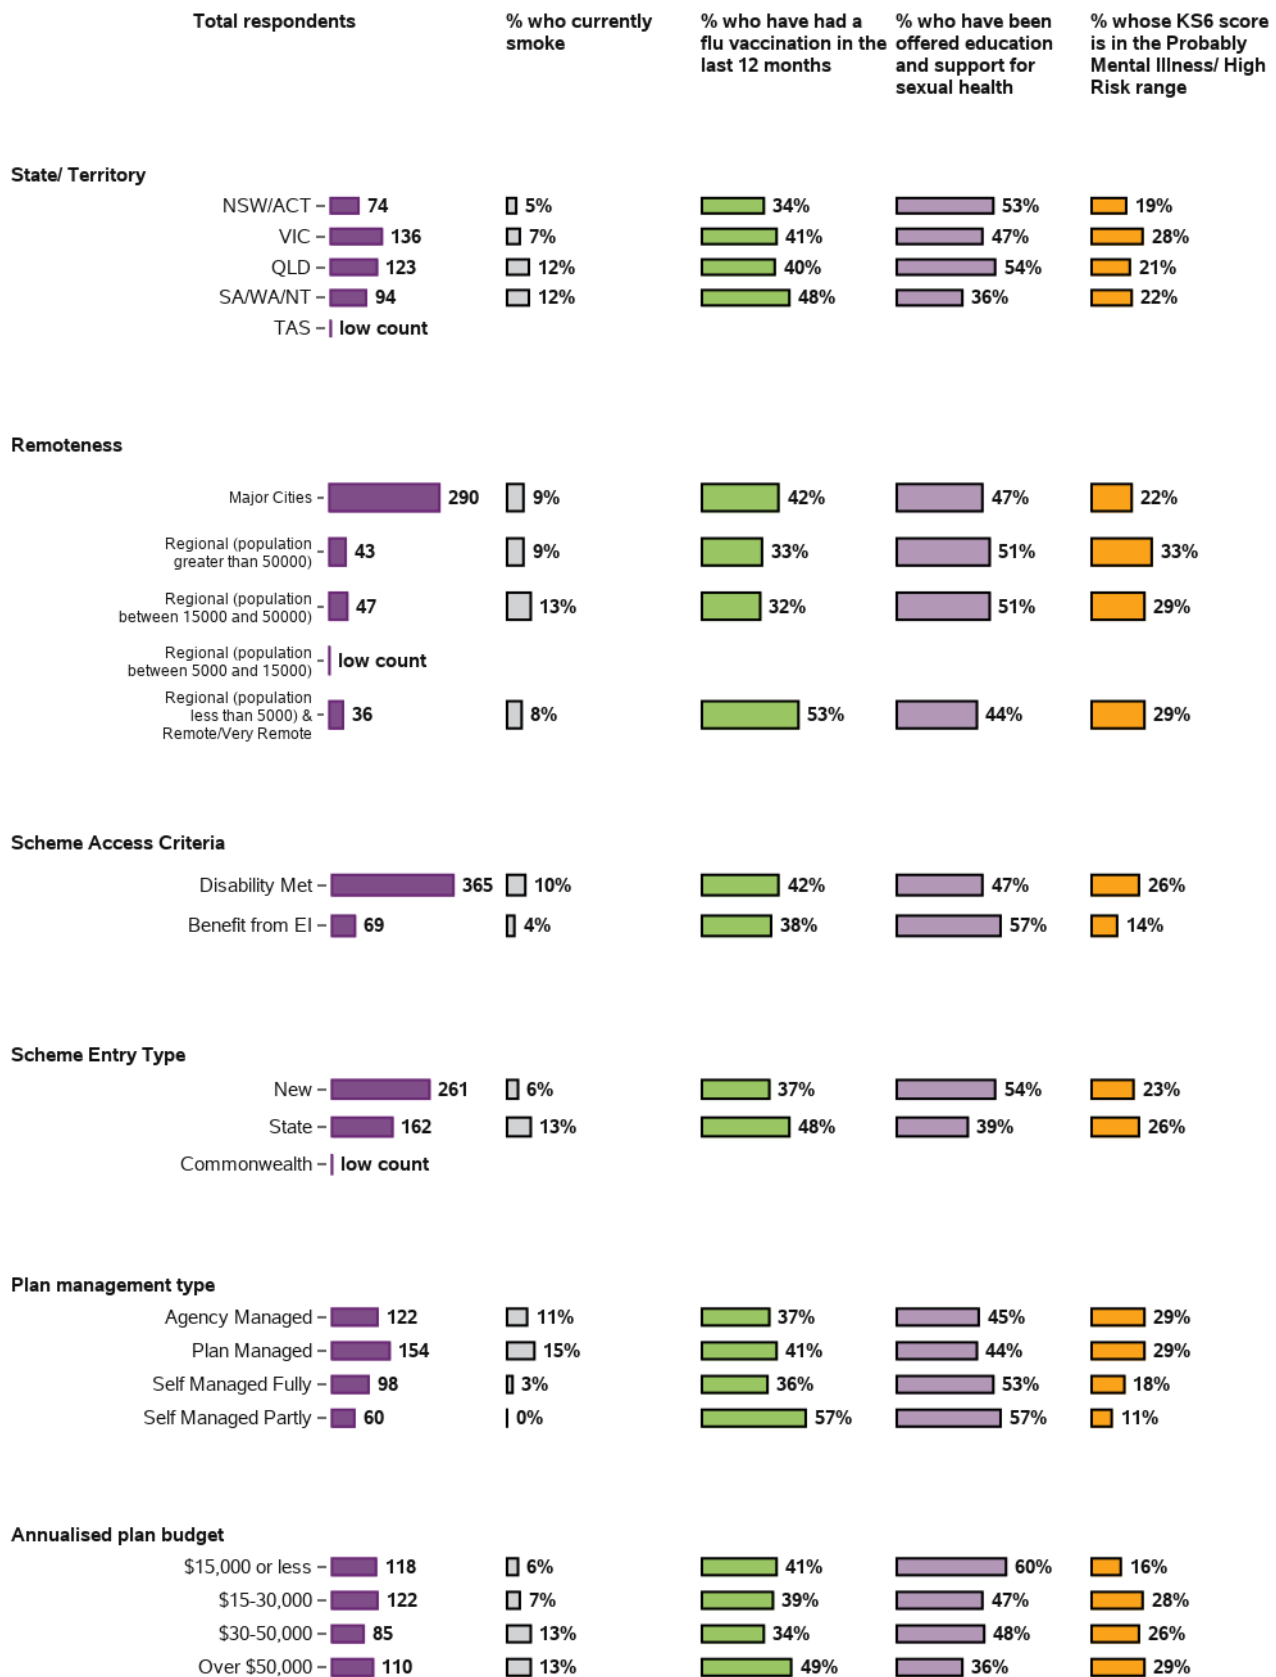 Total respondents
% who currently
smoke
% who have had a
flu vaccination in the
last 12 months
% who have been
offered education
and support for
sexual health
% whose KS6 score
is in the Probably
Mental Illness/ High
Risk range
State/ Territory
NSW/ACT 74 5% 34% 53% 19%
VIC 136 7% 41% 47% 28%
QLD 123 12% 40% 54% 21%
SA/WA/NT 94 12% 48% 36% 22%
TAS low count
Remoteness
Major Cities 290 9% 42% 47% 22%
Regional (population
greater than 50000) 43 9% 33% 51% 33%
Regional (population
between 15000 and 50000) 47 13% 32% 51% 29%
Regional (population
between 5000 and 15000) low count
Regional (population
less than 5000) & 36 8% 53% 44% 29%
Remote/Very Remote
Scheme Access Criteria
Disability Met 365 10% 42% 47% 26%
Benefit from EI 69 4% 38% 57% 14%
Scheme Entry Type
New 261 6% 37% 54% 23%
State 162 13% 48% 39% 26%
Commonwealth low count
Plan management type
Agency Managed 122 11% 37% 45% 29%
Plan Managed 154 15% 41% 44% 29%
Self Managed Fully 98 3% 36% 53% 18%
Self Managed Partly 60 0% 57% 57% 11%
Annualised plan budget
$15,000 or less 118 6% 41% 60% 16%
$15-30,000 122 7% 39% 47% 28%
$30-50,000 85 13% 34% 48% 26%
Over $50,000 110 13% 49% 36% 29%